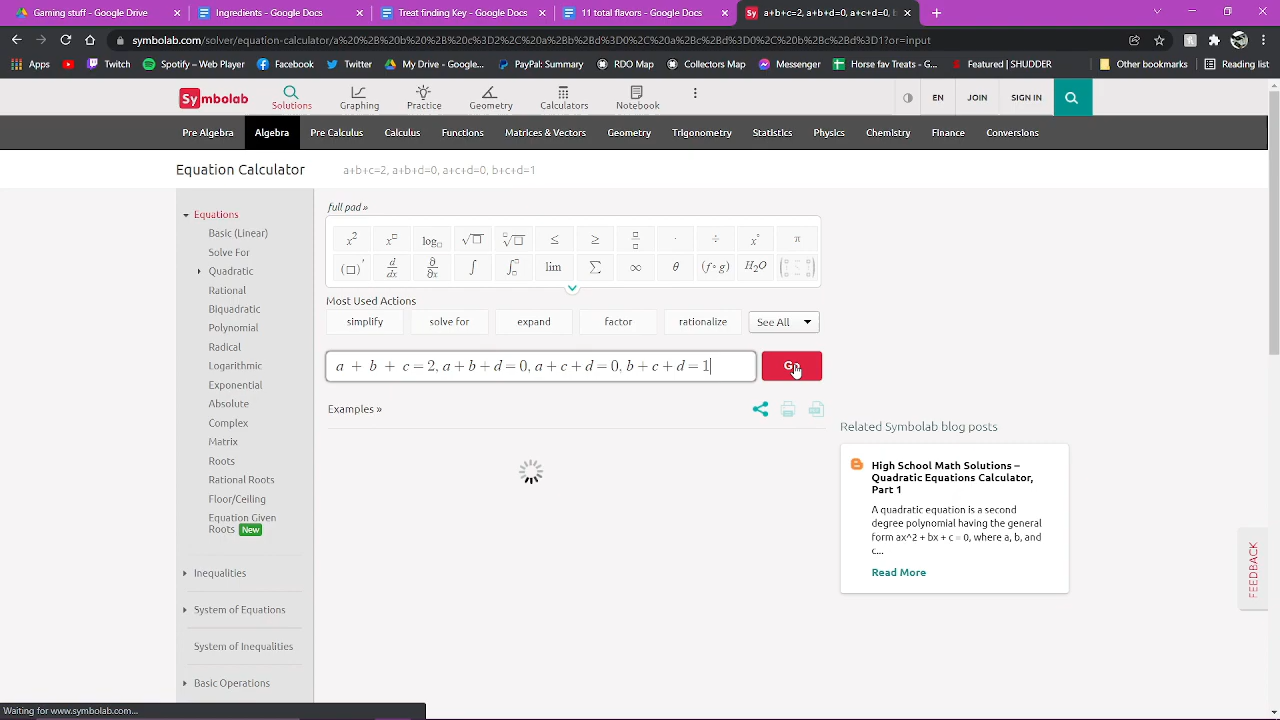 Gaming stuff - Google Drive
Ingredients - Google Docs
Treat finding Key - Google Docs
11 total flavors - Google Docs
a+b+c=2, a+b+d=0, a+c+d=0, b
symbolab.com/solver/equation-calculator/a%20%2B%20b%20%2B%20c%3D2%2C%20a%2Bb%2Bd%3D0%2C%20a%2Bc%2Bd%3D0%2C%20b%2Bc%2Bd%3D1?or=input
Apps
Twitch
Spotify – Web Player
Facebook
Twitter
My Drive - Google...
PayPal: Summary
RDO Map
Collectors Map
Messenger
Horse fav Treats - G...
Featured | SHUDDER
Other bookmarks
Reading list
Symbolab
Solutions
Graphing
Practice
Geometry
Calculators
Notebook
EN
JOIN
SIGN IN
Pre Algebra
Algebra
Pre Calculus
Calculus
Functions
Matrices & Vectors
Geometry
Trigonometry
Statistics
Physics
Chemistry
Finance
Conversions
Equation Calculator
a+b+c=2, a+b+d=0, a+c+d=0, b+c+d=1
Equations
Basic (Linear)
Solve For
Quadratic
Rational
Biquadratic
Polynomial
Radical
Logarithmic
Exponential
Absolute
Complex
Matrix
Roots
Rational Roots
Floor/Ceiling
Equation Given
Roots New
Inequalities
System of Equations
System of Inequalities
Basic Operations
full pad »
x² x□ log□ √□ □√□ ≤ ≥ □/□ · ÷ x° π
(□)′ d/dx ∂/∂x ∫ ∫□□ lim ∑ ∞ θ (f∘g) H₂O
Most Used Actions
simplify
solve for
expand
factor
rationalize
See All
a + b + c = 2, a + b + d = 0, a + c + d = 0, b + c + d = 1
Go
Examples »
Related Symbolab blog posts
High School Math Solutions –
Quadratic Equations Calculator,
Part 1
A quadratic equation is a second
degree polynomial having the general
form ax^2 + bx + c = 0, where a, b, and
c...
Read More
FEEDBACK
Waiting for www.symbolab.com...